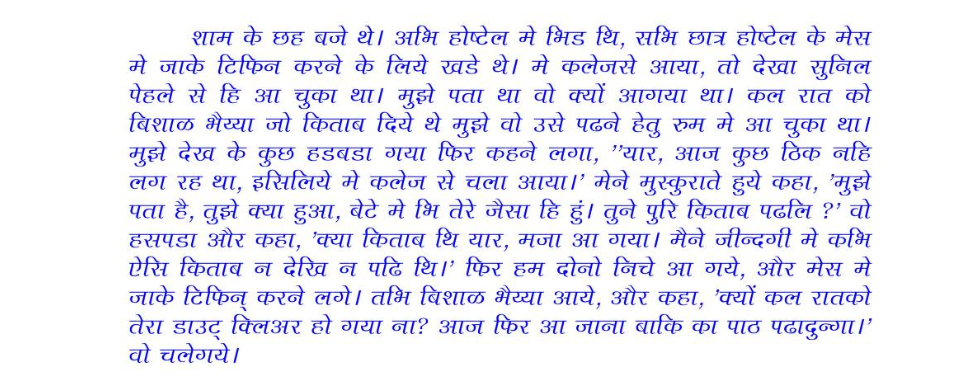 शाम के छह बजे थे। अभि होष्टेल मे भिड थि, सभि छात्र होष्टेल के मेस
मे जाके टिफिन करने के लिये खडे थे। मे कलेजसे आया, तो देखा सुनिल
पेहले से हि आ चुका था। मुझे पता था वो क्यों आगया था। कल रात को
बिशाळ भैय्या जो किताब दिये थे मुझे वो उसे पढने हेतु रुम मे आ चुका था।
मुझे देख के कुछ हडबडा गया फिर कहने लगा, ’’यार, आज कुछ ठिक नहि
लग रह था, इसिलिये मे कलेज से चला आया।’ मेने मुस्कुराते हुये कहा, ’मुझे
पता है, तुझे क्या हुआ, बेटे मे भि तेरे जैसा हि हुं। तुने पुरि किताब पढलि ?’ वो
हसपडा और कहा, ’क्या किताब थि यार, मजा आ गया। मैने जीन्दगी मे कभि
ऐसि किताब न देखि न पढि थि।’ फिर हम दोनो निचे आ गये, और मेस मे
जाके टिफिन् करने लगे। तभि बिशाळ भैय्या आये, और कहा, ’क्यों कल रातको
तेरा डाउट् क्लिअर हो गया ना? आज फिर आ जाना बाकि का पाठ पढादुन्गा।’
वो चलेगये।